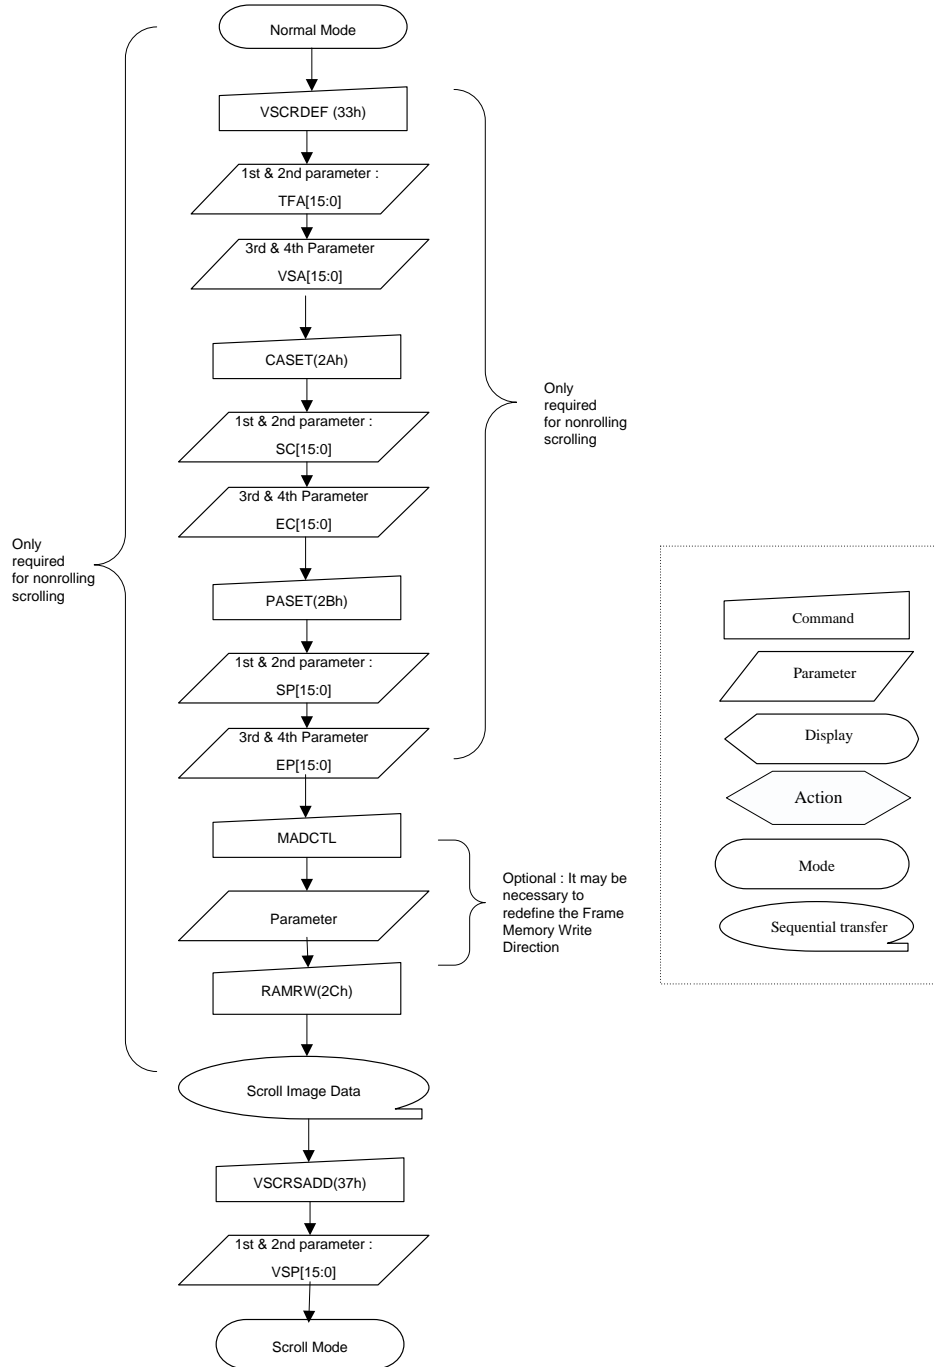 Normal Mode
VSCRDEF (33h)
1st & 2nd parameter :
TFA[15:0]
3rd & 4th Parameter
VSA[15:0]
CASET(2Ah)
1st & 2nd parameter :
SC[15:0]
3rd & 4th Parameter
EC[15:0]
PASET(2Bh)
1st & 2nd parameter :
SP[15:0]
3rd & 4th Parameter
EP[15:0]
MADCTL
Parameter
RAMRW(2Ch)
Scroll Image Data
VSCRSADD(37h)
1st & 2nd parameter :
VSP[15:0]
Scroll Mode
Only
required
for nonrolling
scrolling
Only
required
for nonrolling
scrolling
Optional : It may be
necessary to
redefine the Frame
Memory Write
Direction
Command
Parameter
Display
Action
Mode
Sequential transfer